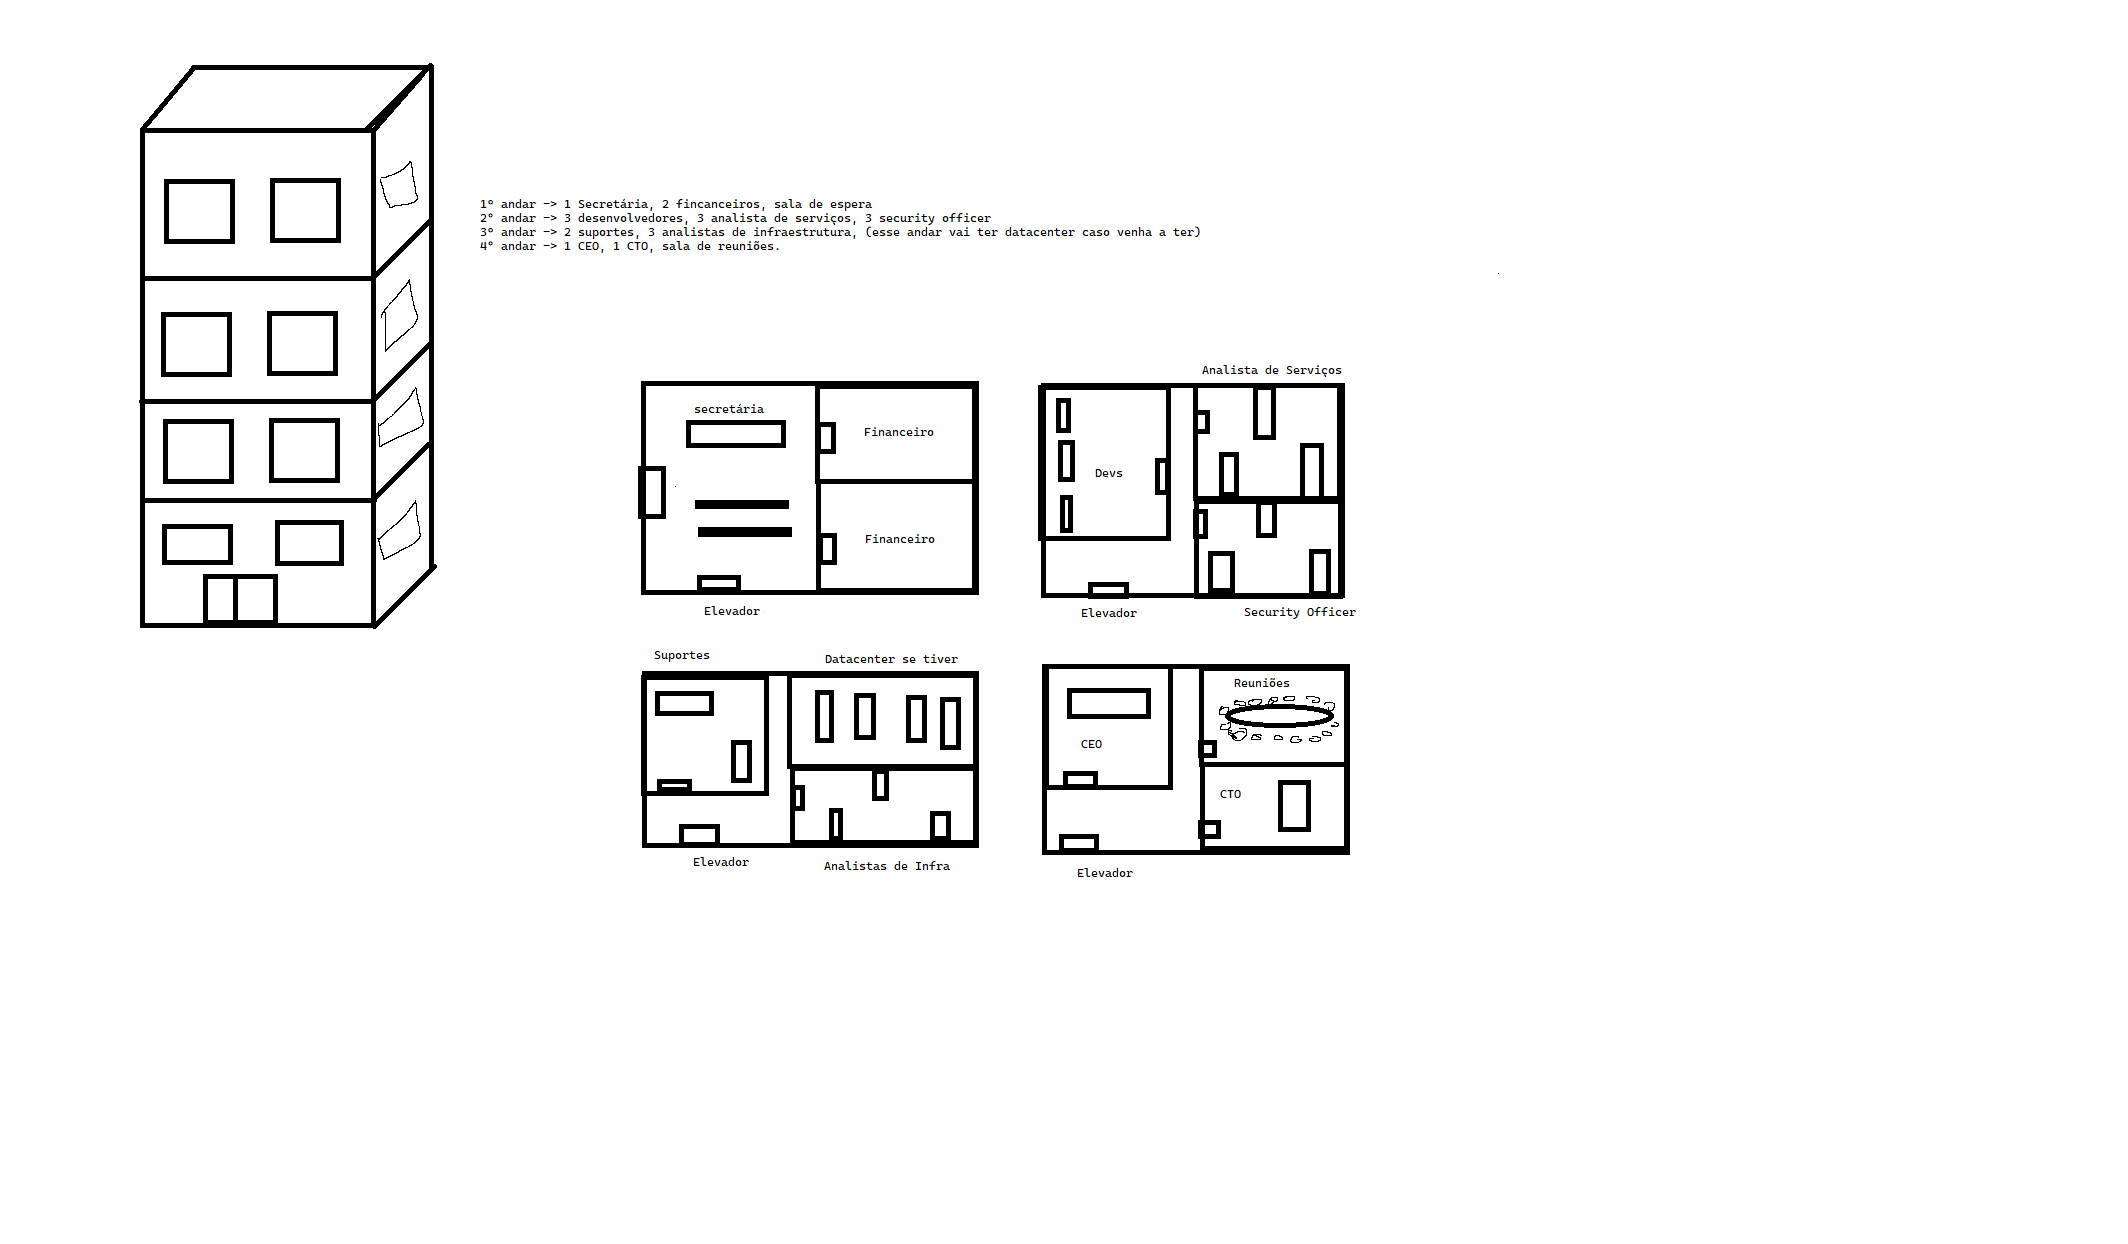 1º andar -> 1 Secretária, 2 fincanceiros, sala de espera
2° andar -> 3 desenvolvedores, 3 analista de serviços, 3 security officer
3° andar -> 2 suportes, 3 analistas de infraestrutura, (esse andar vai ter datacenter caso venha a ter)
4° andar -> 1 CEO, 1 CTO, sala de reuniões.
secretária
Financeiro
Financeiro
Elevador
Analista de Serviços
Devs
Elevador
Security Officer
Suportes
Datacenter se tiver
Elevador
Analistas de Infra
Reuniões
CEO
CTO
Elevador